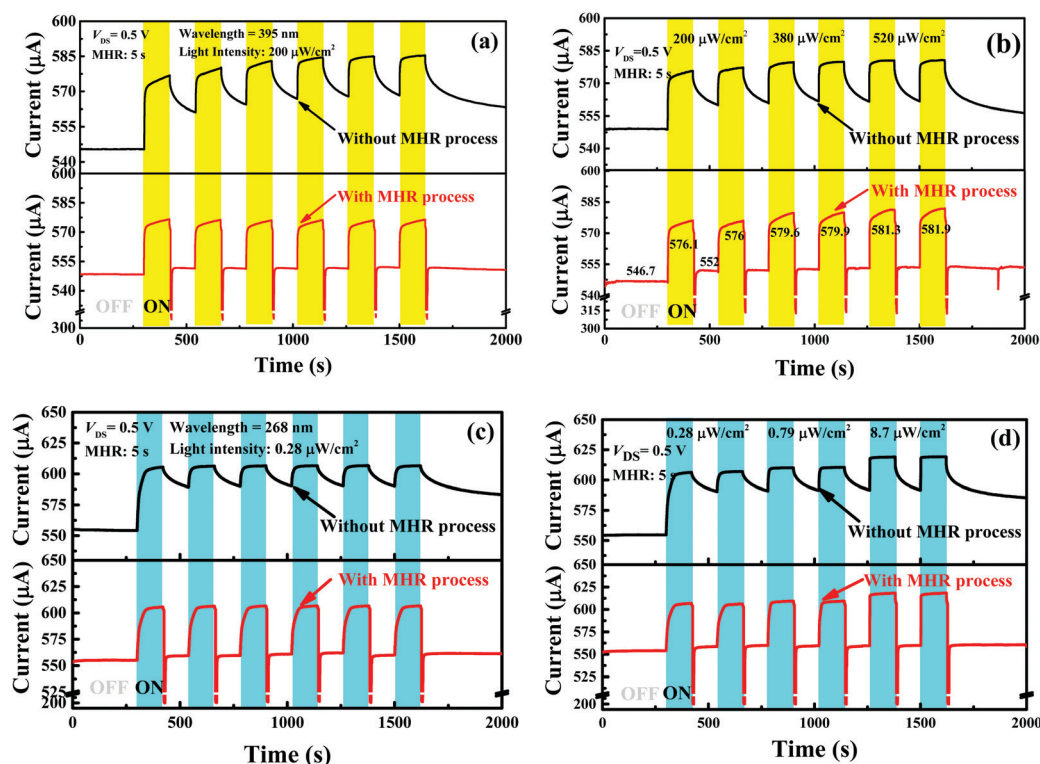 (a)
V_DS = 0.5 V Wavelength = 395 nm
MHR: 5 s Light Intensity: 200 μW/cm²
Without MHR process
With MHR process
OFF ON
Current (μA)
600
585
570
555
540
Current (μA)
600
575
550
300
0 500 1000 1500 2000
Time (s)
(b)
200 μW/cm² 380 μW/cm² 520 μW/cm²
V_DS=0.5 V
MHR: 5 s
Without MHR process
With MHR process
546.7 576.1 552 576 579.6 579.9 581.3 581.9
OFF ON
Current (μA)
600
585
570
555
540
Current (μA)
600
585
570
555
540
315
300
0 500 1000 1500 2000
Time (s)
(c)
V_DS = 0.5 V Wavelength = 268 nm
MHR: 5 s Light intensity: 0.28 μW/cm²
Without MHR process
With MHR process
OFF ON
Current (μA)
650
625
600
575
550
Current (μA)
650
625
600
575
550
525
200
0 500 1000 1500 2000
Time (s)
(d)
0.28 μW/cm² 0.79 μW/cm² 8.7 μW/cm²
V_DS=0.5 V
MHR: 5 s
Without MHR process
With MHR process
OFF ON
Current (μA)
650
625
600
575
550
Current (μA)
650
625
600
575
550
500
200
0 500 1000 1500 2000
Time (s)